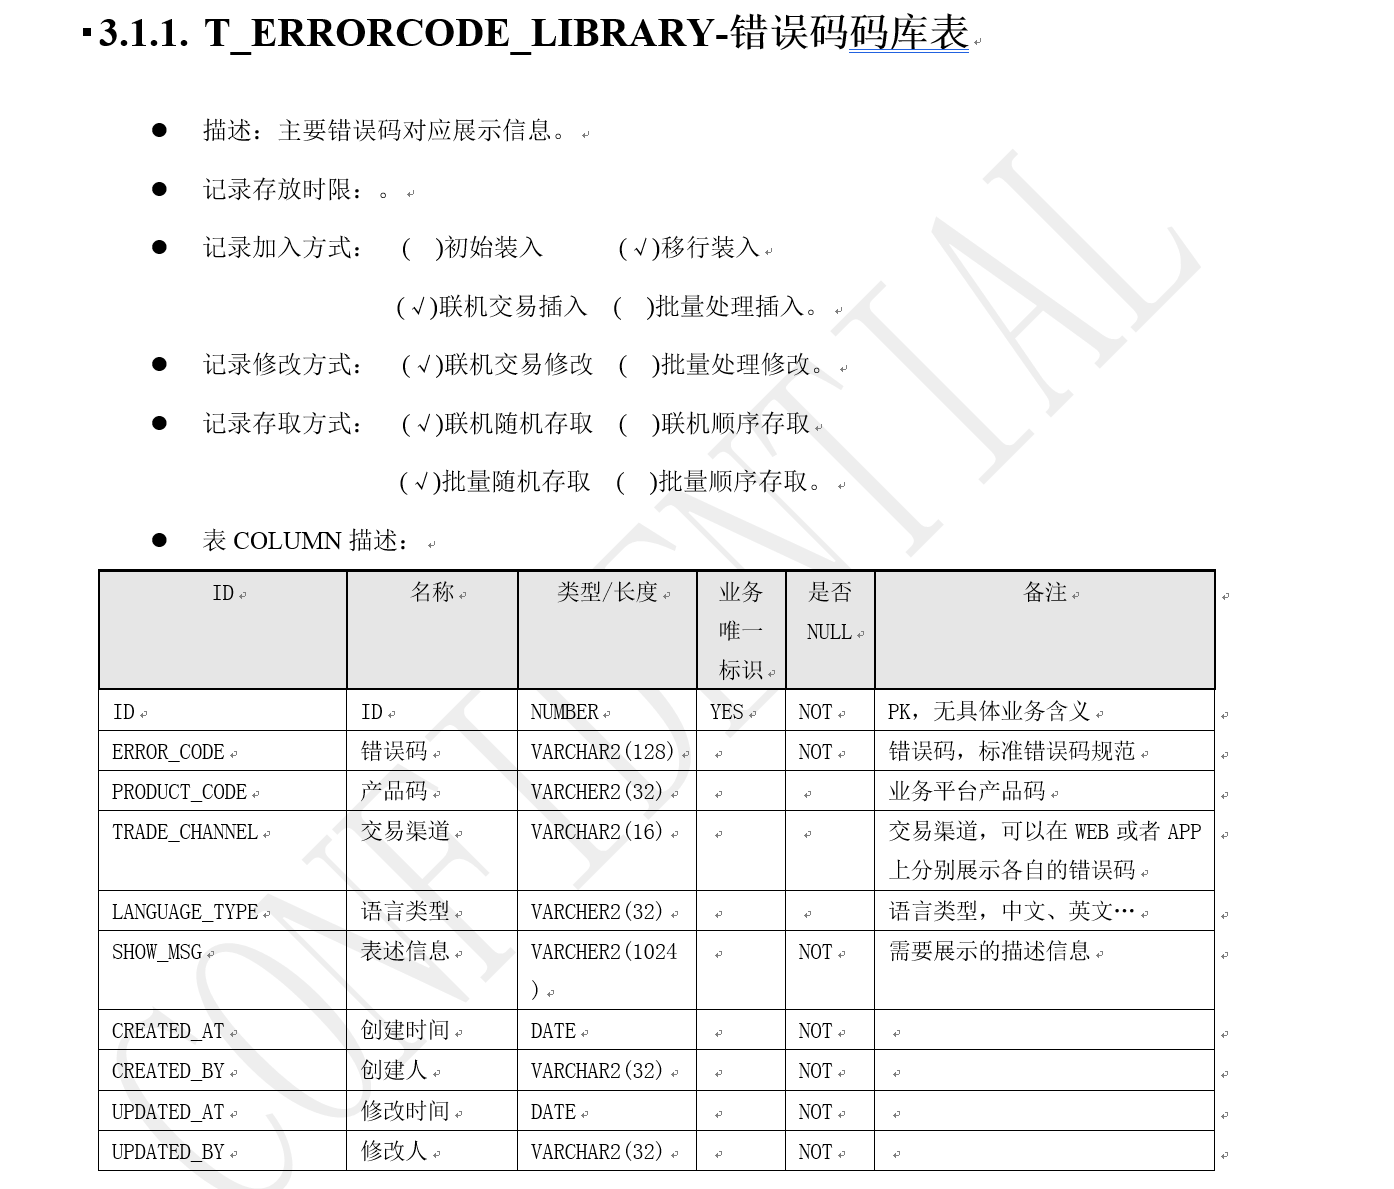 3.1.1. T_ERRORCODE_LIBRARY-错误码码库表
描述：主要错误码对应展示信息。
记录存放时限：。
记录加入方式： ( )初始装入 (√)移行装入
(√)联机交易插入 ( )批量处理插入。
记录修改方式： (√)联机交易修改 ( )批量处理修改。
记录存取方式： (√)联机随机存取 ( )联机顺序存取
(√)批量随机存取 ( )批量顺序存取。
表 COLUMN 描述：
ID 名称 类型/长度 业务唯一标识 是否NULL 备注
ID ID NUMBER YES NOT PK，无具体业务含义
ERROR_CODE 错误码 VARCHAR2(128) NOT 错误码，标准错误码规范
PRODUCT_CODE 产品码 VARCHER2(32) 业务平台产品码
TRADE_CHANNEL 交易渠道 VARCHAR2(16) 交易渠道，可以在 WEB 或者 APP
上分别展示各自的错误码
LANGUAGE_TYPE 语言类型 VARCHER2(32) 语言类型，中文、英文…
SHOW_MSG 表述信息 VARCHER2(1024) NOT 需要展示的描述信息
CREATED_AT 创建时间 DATE NOT
CREATED_BY 创建人 VARCHAR2(32) NOT
UPDATED_AT 修改时间 DATE NOT
UPDATED_BY 修改人 VARCHAR2(32) NOT
CONFIDENTIAL